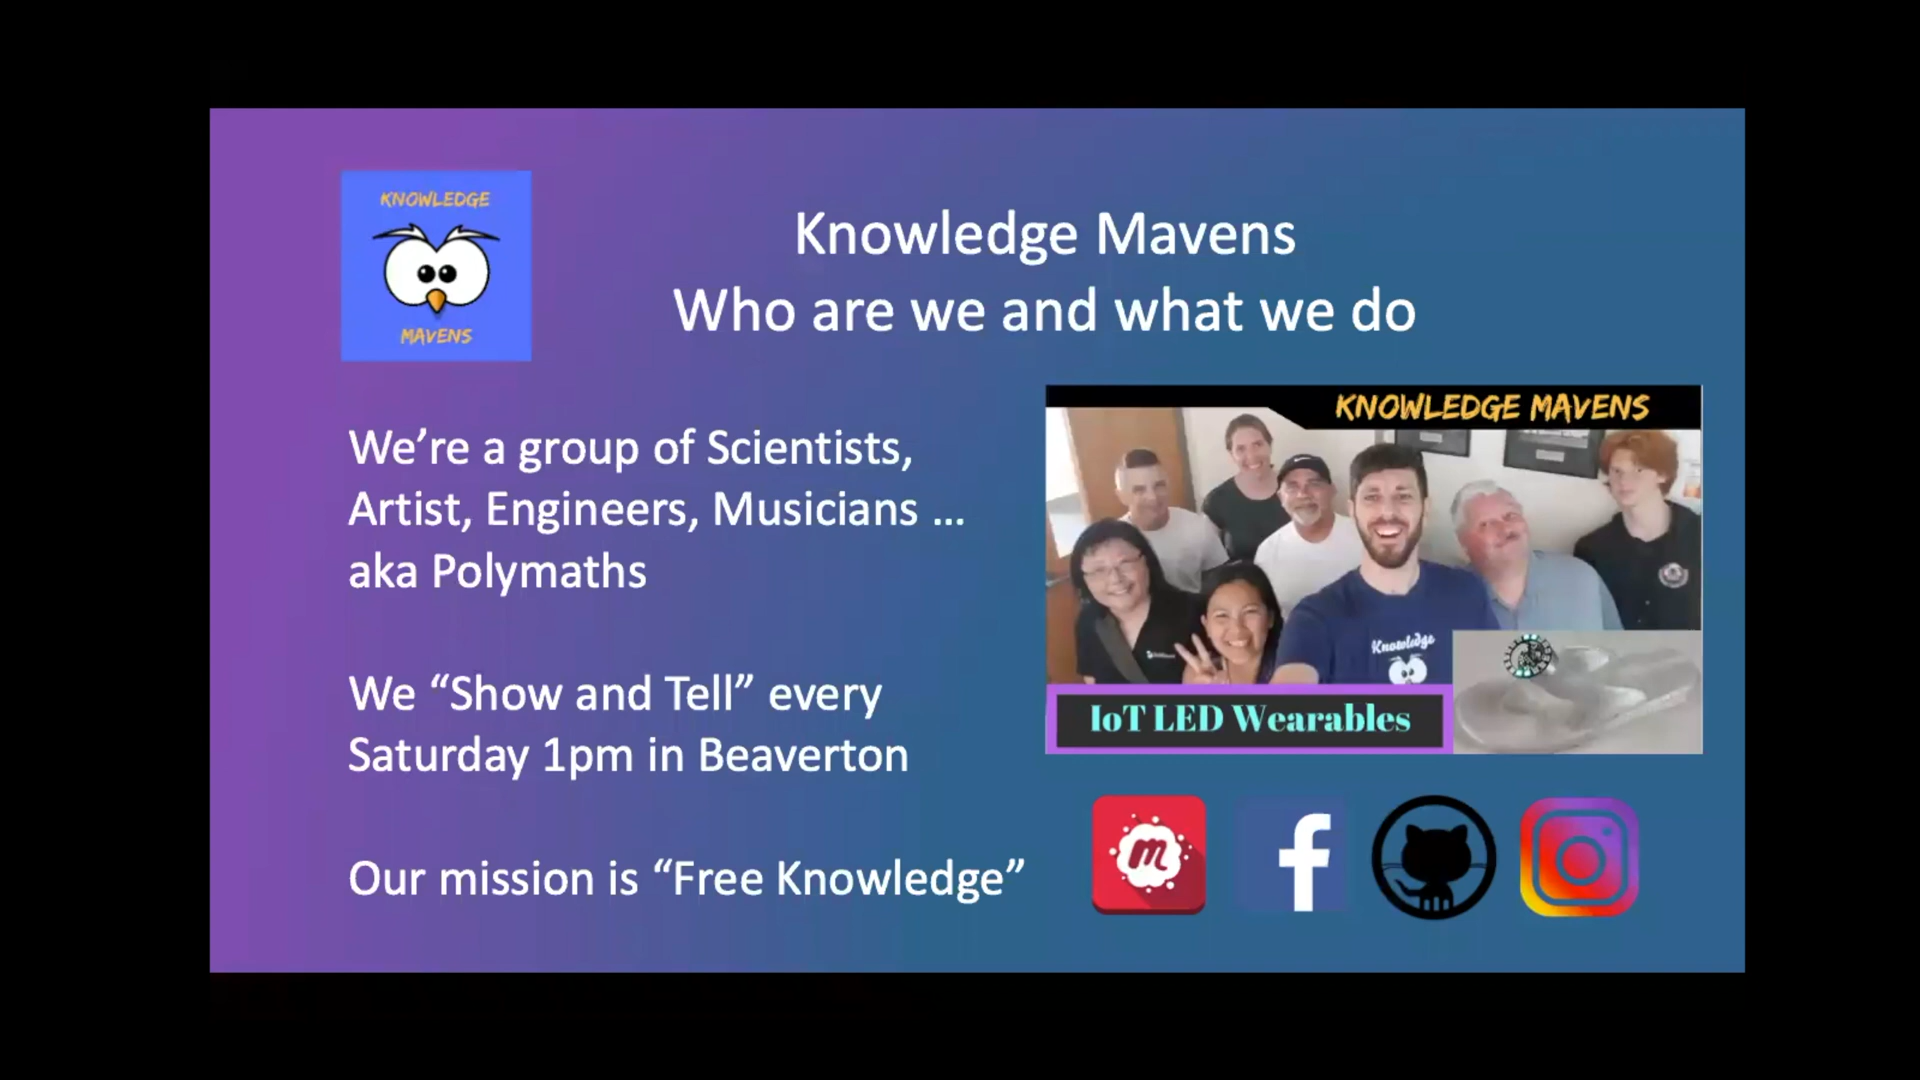 KNOWLEDGE
MAVENS
Knowledge Mavens
Who are we and what we do
We’re a group of Scientists,
Artist, Engineers, Musicians ...
aka Polymaths
We “Show and Tell” every
Saturday 1pm in Beaverton
Our mission is “Free Knowledge”
KNOWLEDGE MAVENS
Knowledge
IoT LED Wearables
m
f